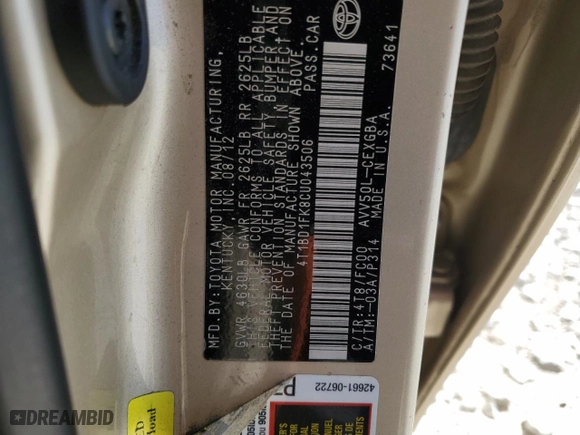 MFD.BY:TOYOTA MOTOR MANUFACTURING,
KENTUCKY, INC. 08/12
GVWR 4630LB GAWR FR 2625LB RR 2625LB
THIS VEHICLE CONFORMS TO ALL APPLICABLE
FEDERAL MOTOR VEHICLE SAFETY, BUMPER AND
THEFT PREVENTION STANDARDS IN EFFECT ON
THE DATE OF MANUFACTURE SHOWN ABOVE.
4T1BD1FK8CU043506 PASS.CAR
C/TR:4T8/FC00 AVV50L-CEXGBA
A/TM:-03A/P314 MADE IN U.S.A. 73641
42661-06722
DREAMBID